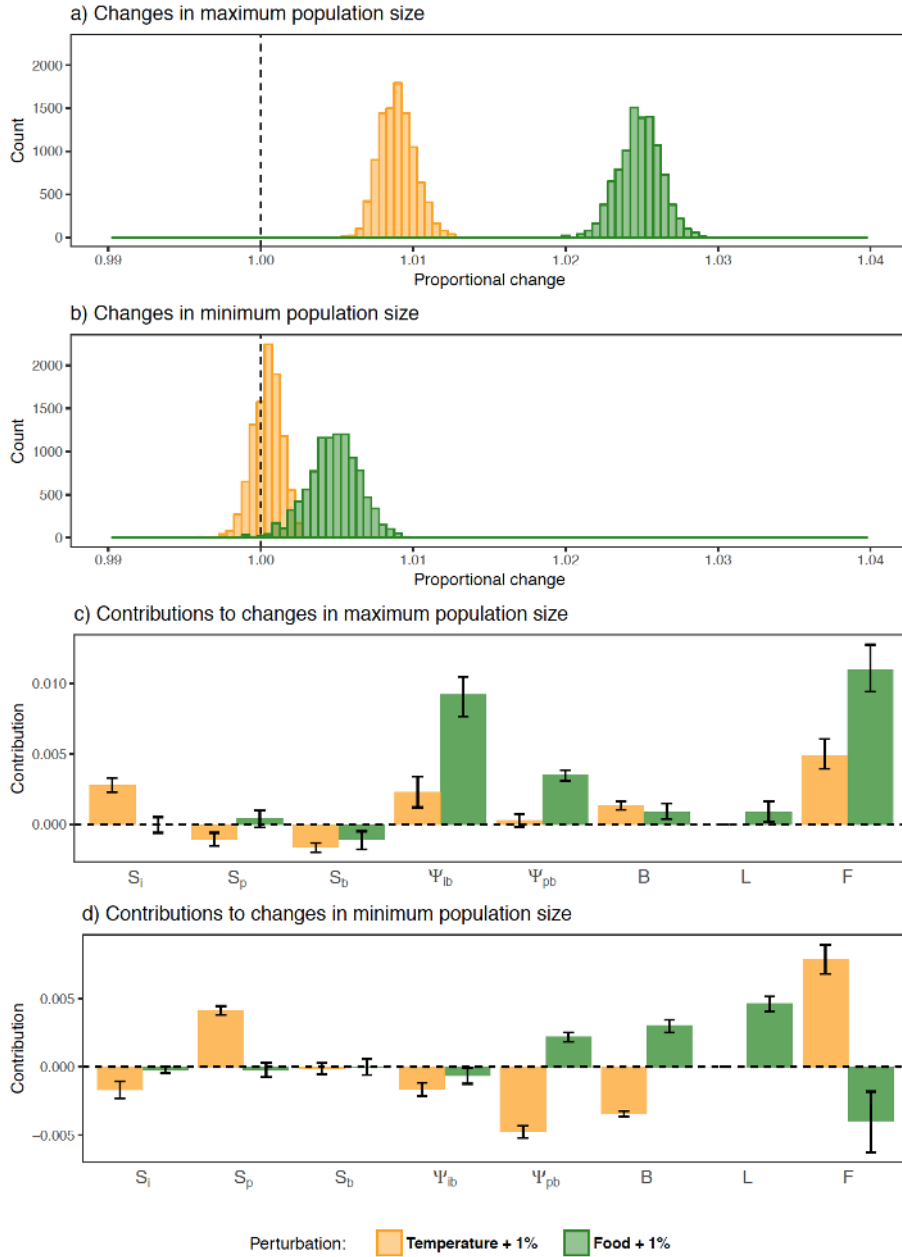 a) Changes in maximum population size
2000
1500
1000
500
0
Count
0.99 1.00 1.01 1.02 1.03 1.04
Proportional change
b) Changes in minimum population size
2000
1500
1000
500
0
Count
0.99 1.00 1.01 1.02 1.03 1.04
Proportional change
c) Contributions to changes in maximum population size
0.010
0.005
0.000
Contribution
Si Sp Sb Ψib Ψpb B L F
d) Contributions to changes in minimum population size
0.005
0.000
−0.005
Contribution
Si Sp Sb Ψib Ψpb B L F
Perturbation: Temperature + 1% Food + 1%